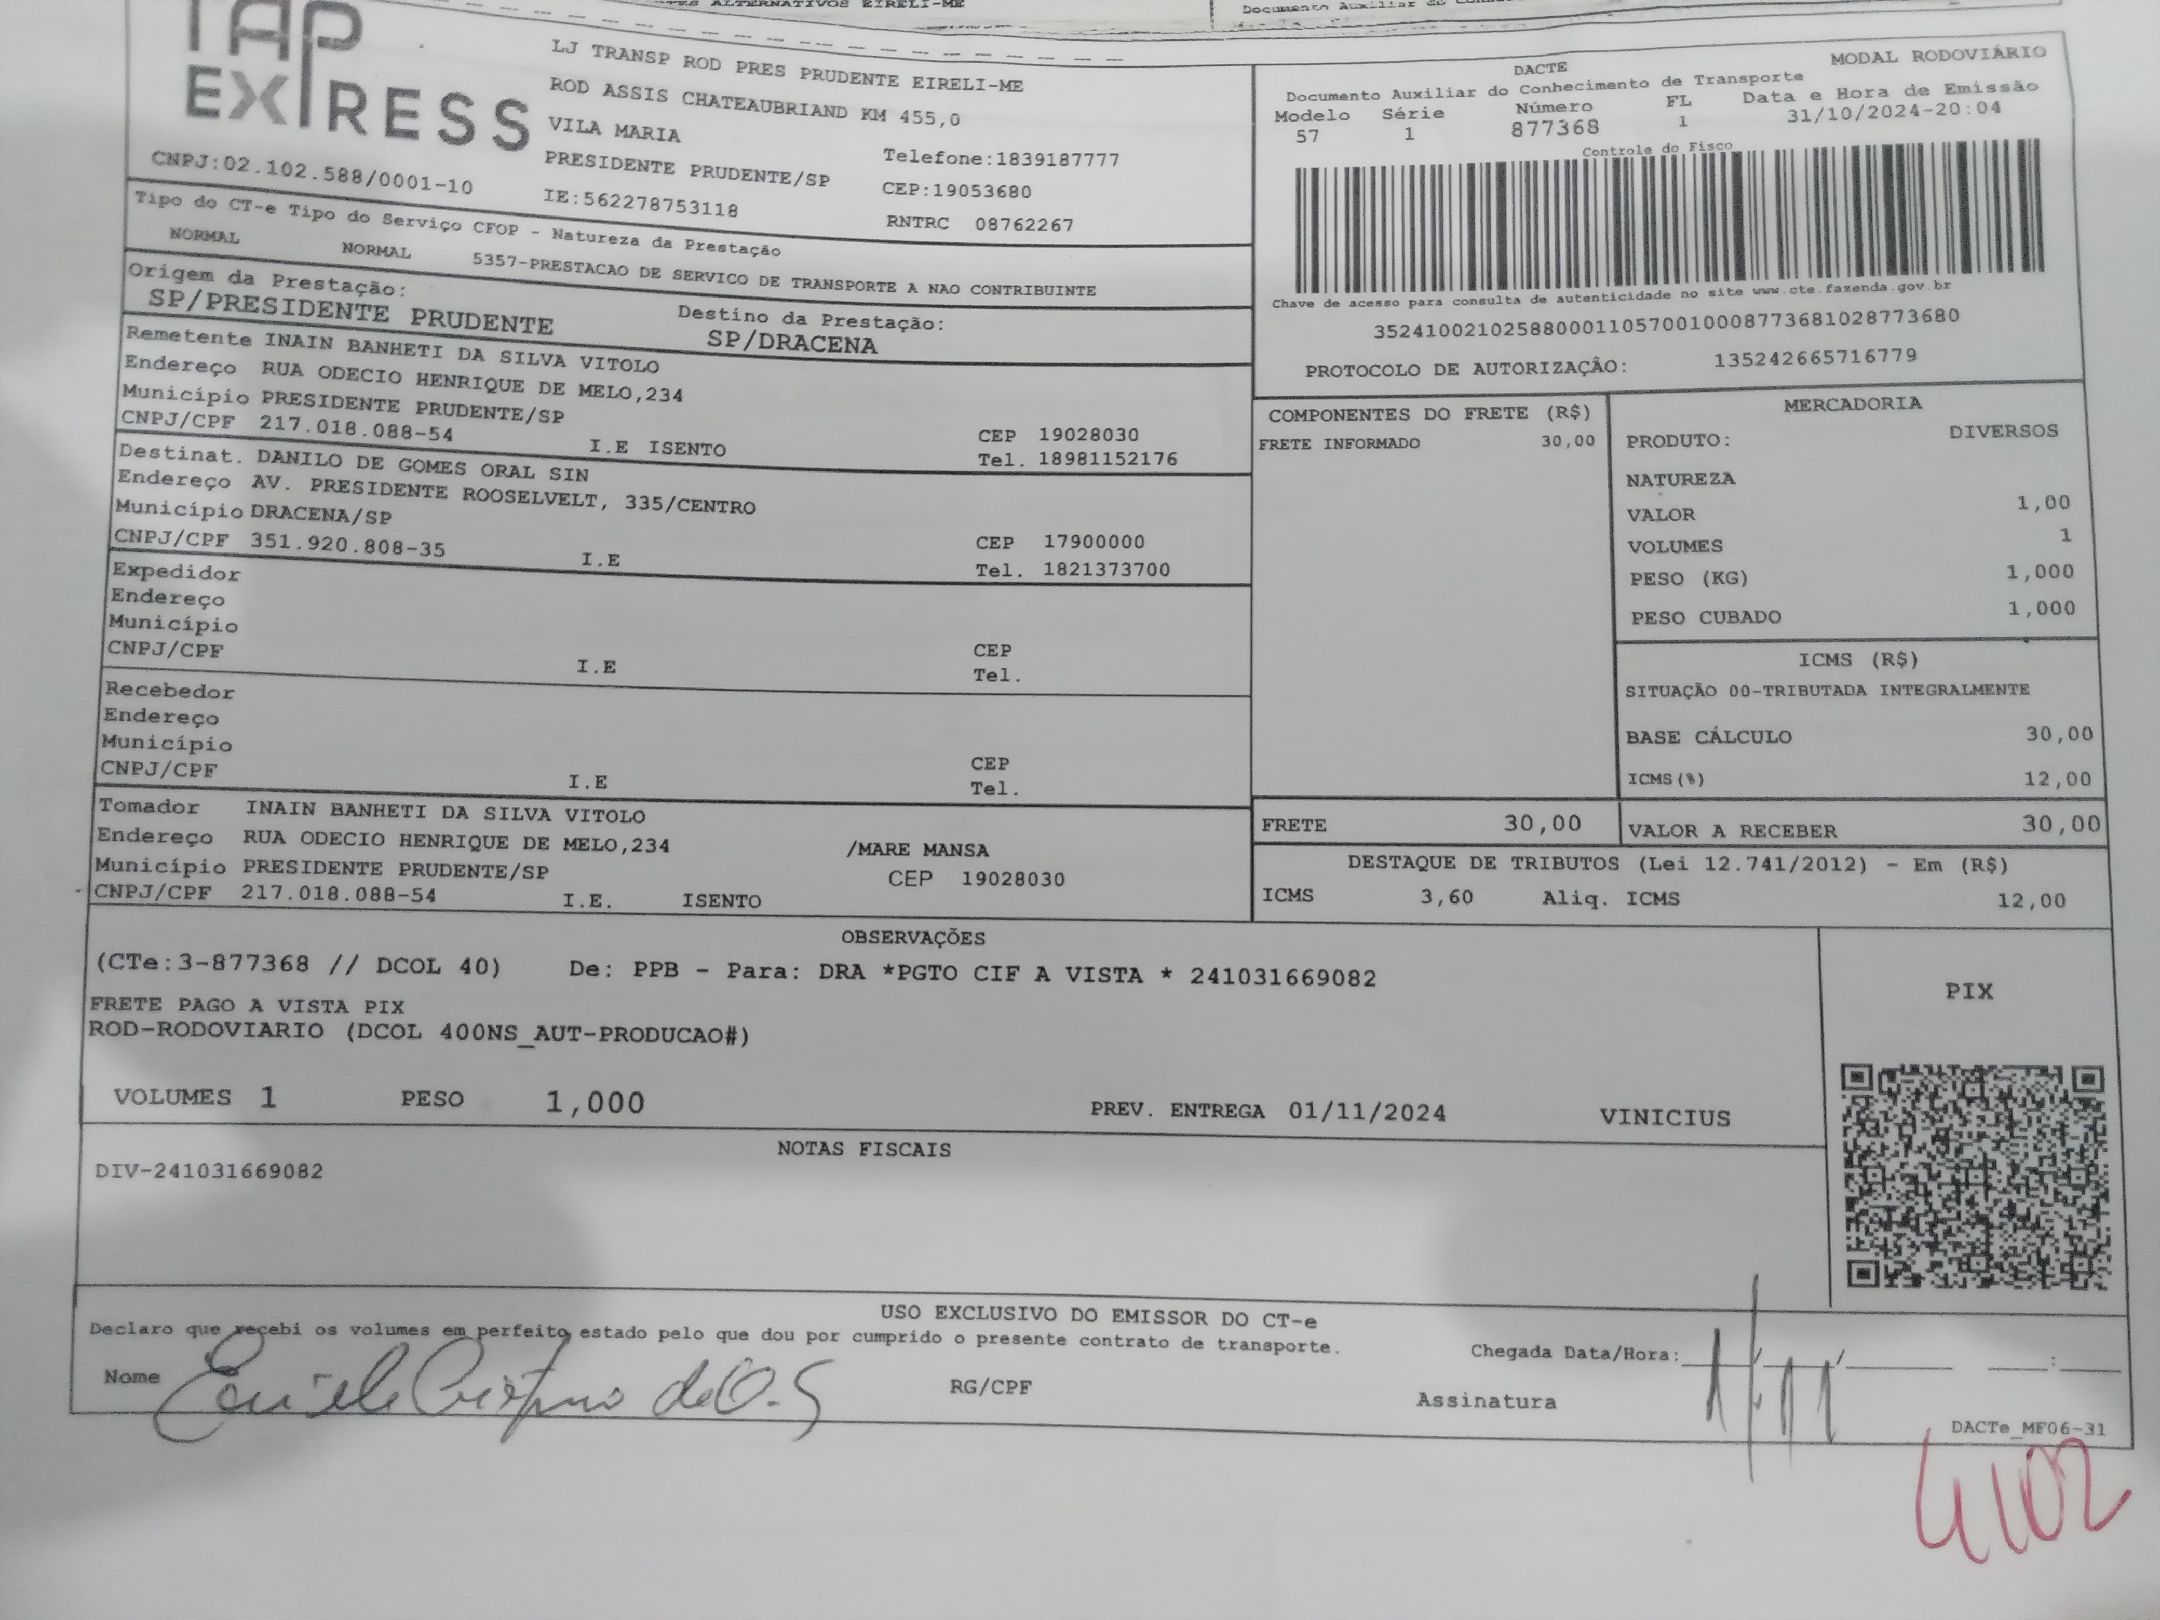 TES ALTERNATIVOS EIRELI-ME
Documento Auxiliar do
TAP
EXPRESS
LJ TRANSP ROD PRES PRUDENTE EIRELI-ME
ROD ASSIS CHATEAUBRIAND KM 455,0
VILA MARIA
Telefone:1839187777
PRESIDENTE PRUDENTE/SP
CEP:19053680
CNPJ:02.102.588/0001-10
IE:562278753118
RNTRC 08762267
DACTE
MODAL RODOVIÁRIO
Documento Auxiliar do Conhecimento de Transporte
Modelo Série Número FL Data e Hora de Emissão
57 1 877368 1 31/10/2024-20:04
Controle do Fisco
Chave de acesso para consulta de autenticidade no site www.cte.fazenda.gov.br
35241002102588000110570010008773681028773680
PROTOCOLO DE AUTORIZAÇÂO: 135242665716779
Tipo do CT-e Tipo do Serviço CFOP - Natureza da Prestação
NORMAL NORMAL 5357-PRESTACAO DE SERVICO DE TRANSPORTE A NAO CONTRIBUINTE
Origem da Prestação: Destino da Prestação:
SP/PRESIDENTE PRUDENTE SP/DRACENA
Remetente INAIN BANHETI DA SILVA VITOLO
Endereço RUA ODECIO HENRIQUE DE MELO,234
Município PRESIDENTE PRUDENTE/SP CEP 19028030
CNPJ/CPF 217.018.088-54 I.E ISENTO Tel. 18981152176
Destinat. DANILO DE GOMES ORAL SIN
Endereço AV. PRESIDENTE ROOSELVELT, 335/CENTRO
Município DRACENA/SP CEP 17900000
CNPJ/CPF 351.920.808-35 I.E Tel. 1821373700
Expedidor
Endereço
Município CEP
CNPJ/CPF I.E Tel.
Recebedor
Endereço
Município CEP
CNPJ/CPF I.E Tel.
Tomador INAIN BANHETI DA SILVA VITOLO
Endereço RUA ODECIO HENRIQUE DE MELO,234 /MARE MANSA
Município PRESIDENTE PRUDENTE/SP CEP 19028030
CNPJ/CPF 217.018.088-54 I.E. ISENTO
COMPONENTES DO FRETE (R$)
FRETE INFORMADO 30,00
MERCADORIA
PRODUTO: DIVERSOS
NATUREZA
VALOR 1,00
VOLUMES 1
PESO (KG) 1,000
PESO CUBADO 1,000
ICMS (R$)
SITUAÇÃO 00-TRIBUTADA INTEGRALMENTE
BASE CÁLCULO 30,00
ICMS(%) 12,00
FRETE 30,00 VALOR A RECEBER 30,00
DESTAQUE DE TRIBUTOS (Lei 12.741/2012) - Em (R$)
ICMS 3,60 Aliq. ICMS 12,00
OBSERVAÇÕES
(CTe:3-877368 // DCOL 40) De: PPB - Para: DRA *PGTO CIF A VISTA * 241031669082
FRETE PAGO A VISTA PIX
ROD-RODOVIARIO (DCOL 400NS_AUT-PRODUCAO#)
VOLUMES 1 PESO 1,000 PREV. ENTREGA 01/11/2024 VINICIUS
PIX
NOTAS FISCAIS
DIV-241031669082
USO EXCLUSIVO DO EMISSOR DO CT-e
Declaro que recebi os volumes em perfeito estado pelo que dou por cumprido o presente contrato de transporte.
Chegada Data/Hora:
Nome RG/CPF Assinatura
DACTe_MF06-31
4102